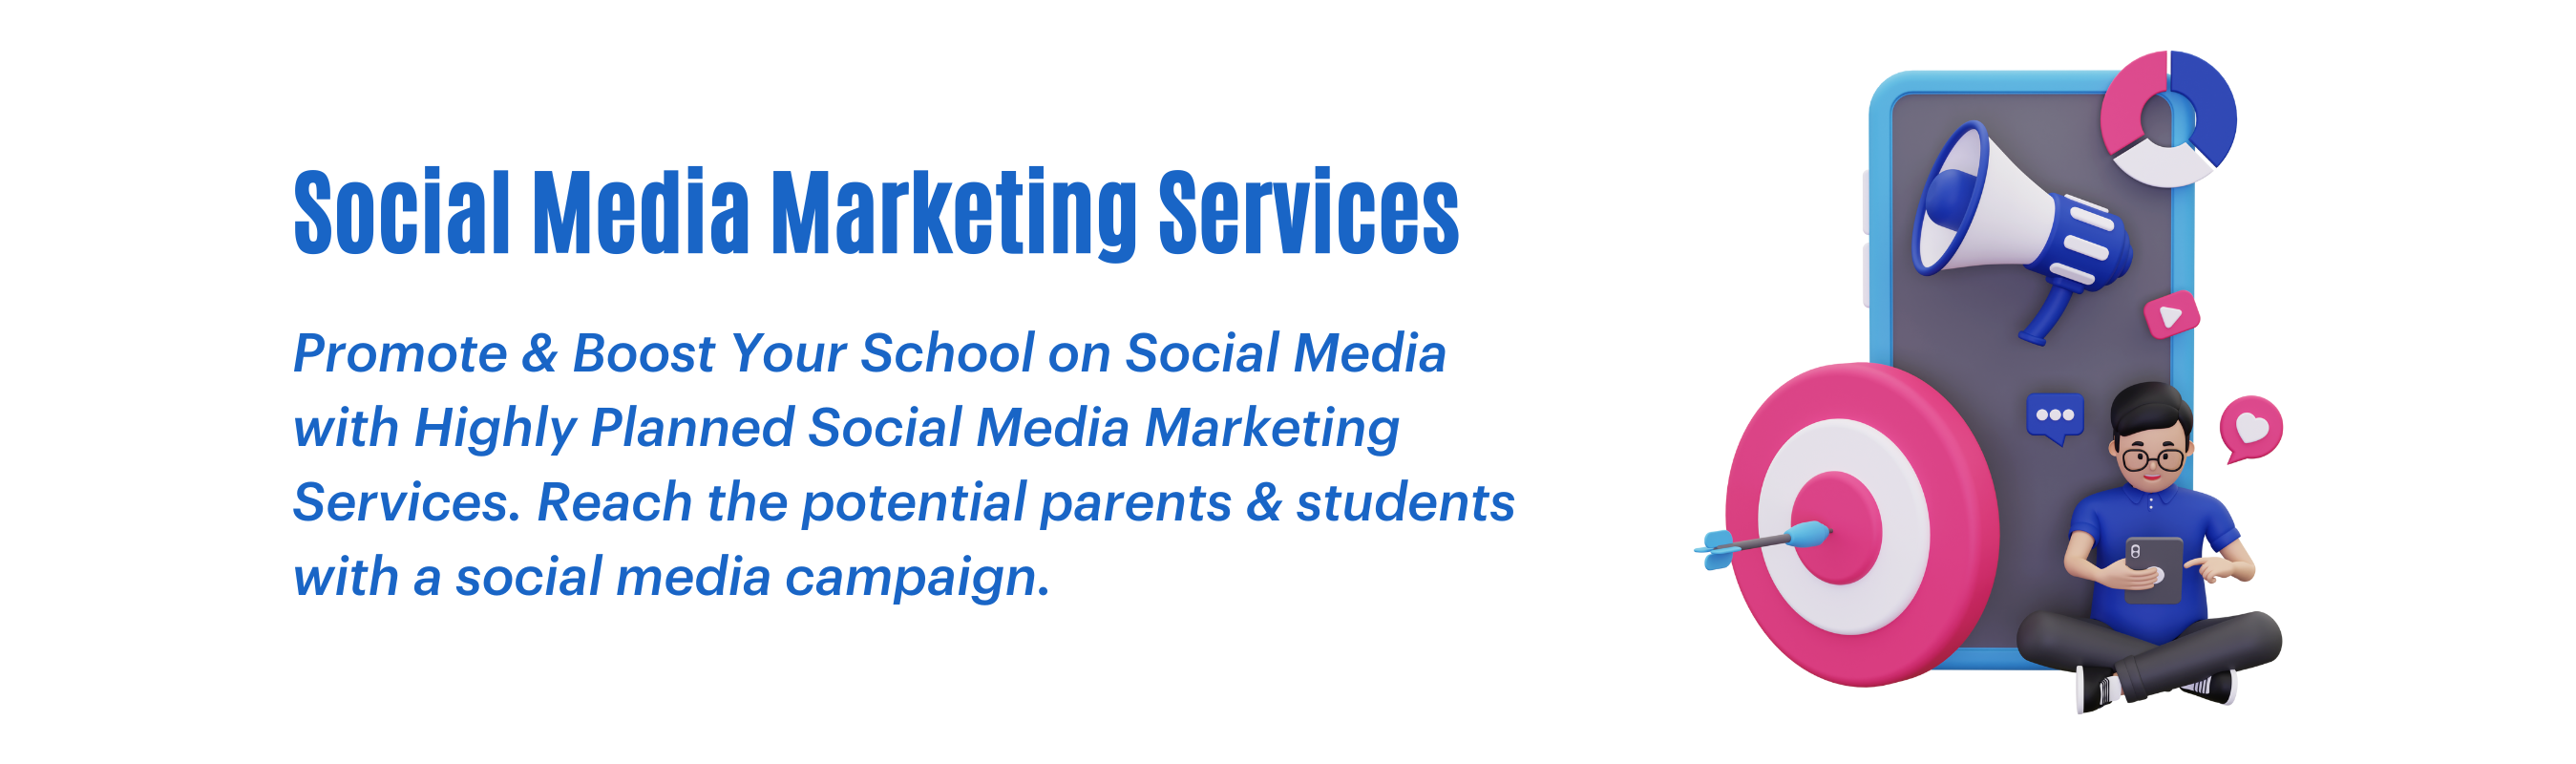 Social Media Marketing Services
Promote & Boost Your School on Social Media
with Highly Planned Social Media Marketing
Services. Reach the potential parents & students
with a social media campaign.